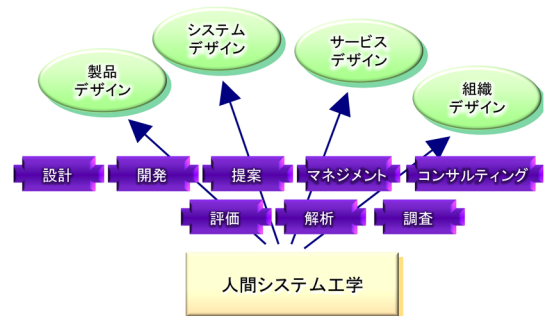 システム
デザイン
サービス
デザイン
製品
デザイン
組織
デザイン
設計
開発
提案
マネジメント
コンサルティング
評価
解析
調査
人間システム工学